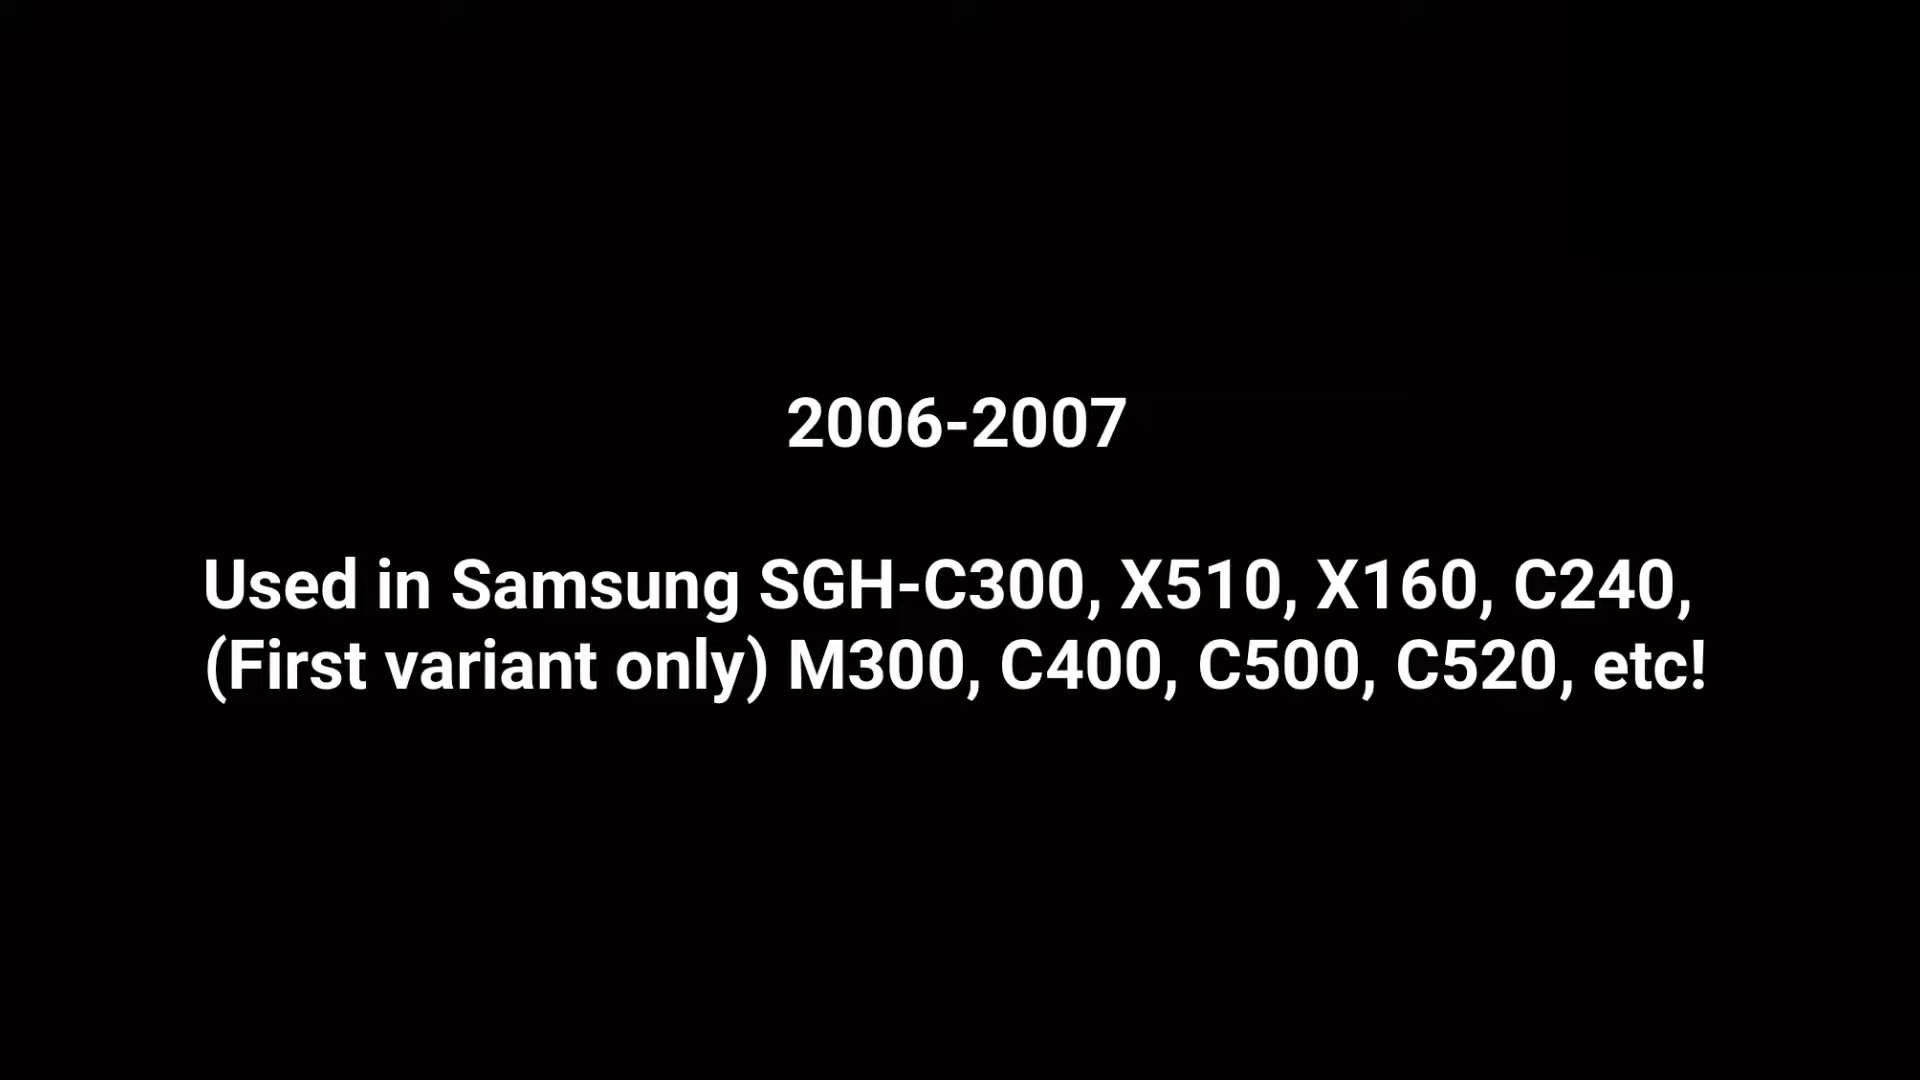 2006-2007
Used in Samsung SGH-C300, X510, X160, C240,
(First variant only) M300, C400, C500, C520, etc!